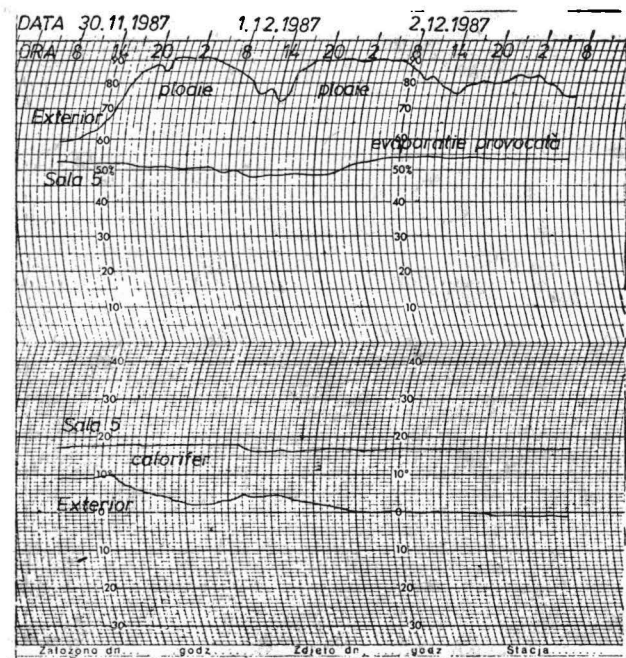 DATA 30.11.1987 1.12.1987 2.12.1987
ORA 8 14 20 2 8 14 20 2 8 14 20 2 8
90 90
80 80
ploaie ploaie
70 70
Exterior
60 60
evaporatie provocată
50% 50%
Sala 5
40 40
30 30
20 20
10 10
40 40
30 30
Sala 5
20 20
calorifer
10° 10°
Exterior
0 0
10 10
20 20
30 30
Założono dn. godz. Zdjęto dn. godz. Stacja